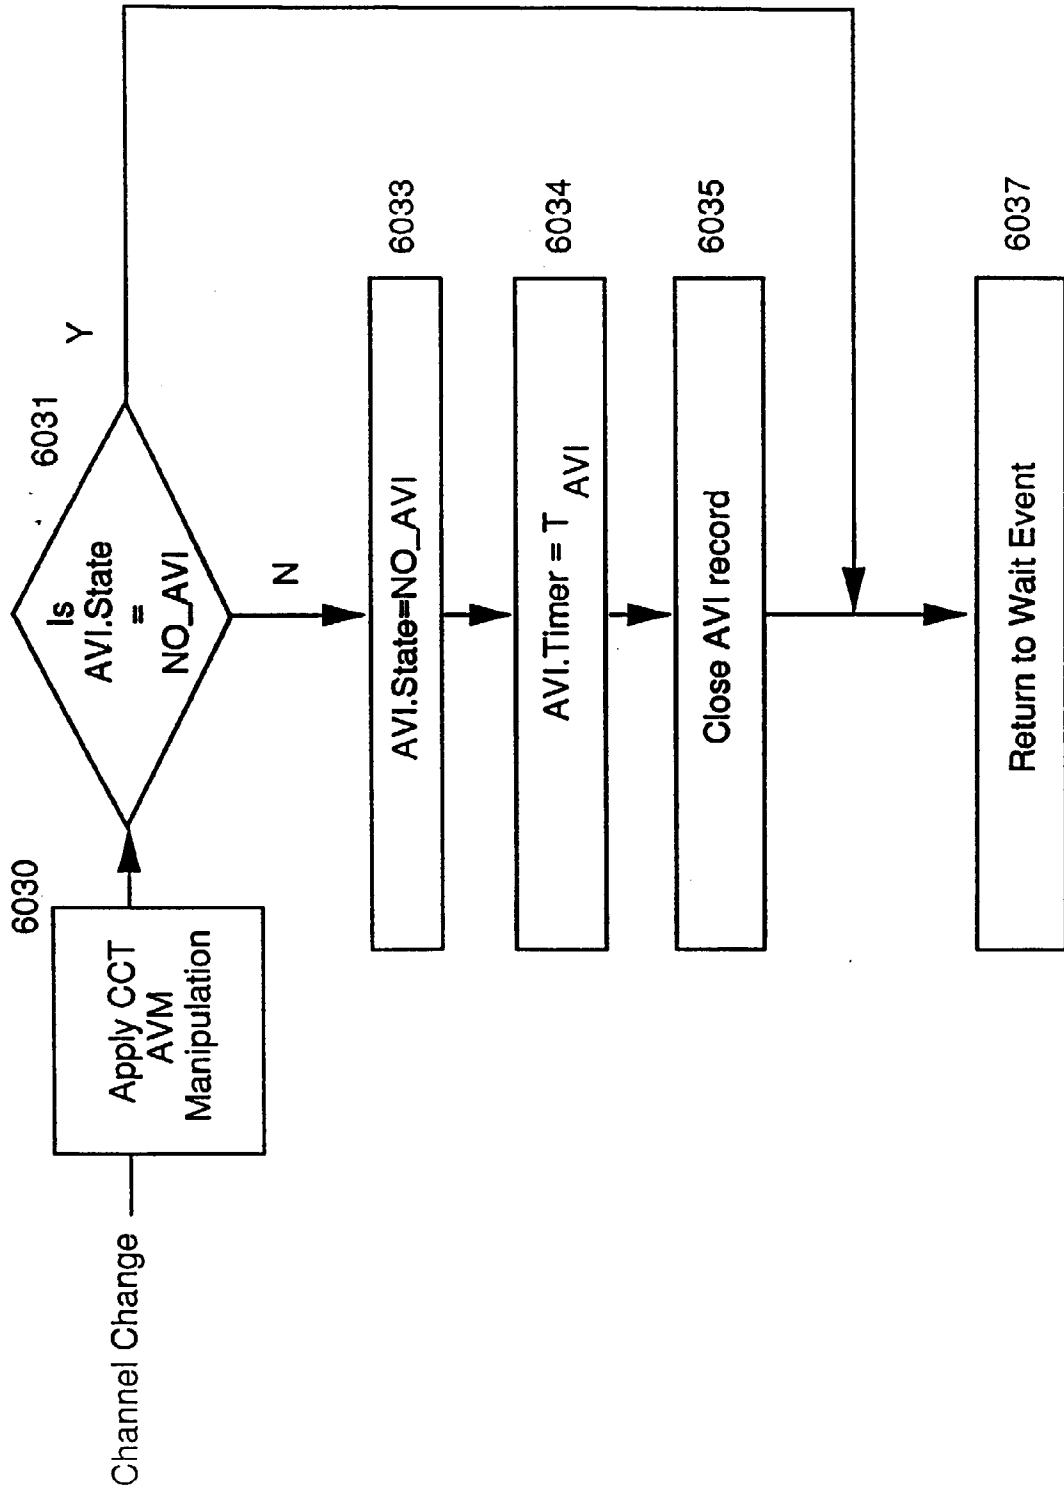 Channel Change
6030
Apply CCT
AVM
Manipulation
6031
Is
AVI.State
=
NO_AVI
Y
N
AVI.State=NO_AVI
6033
AVI.Timer = T AVI
6034
Close AVI record
6035
Return to Wait Event
6037